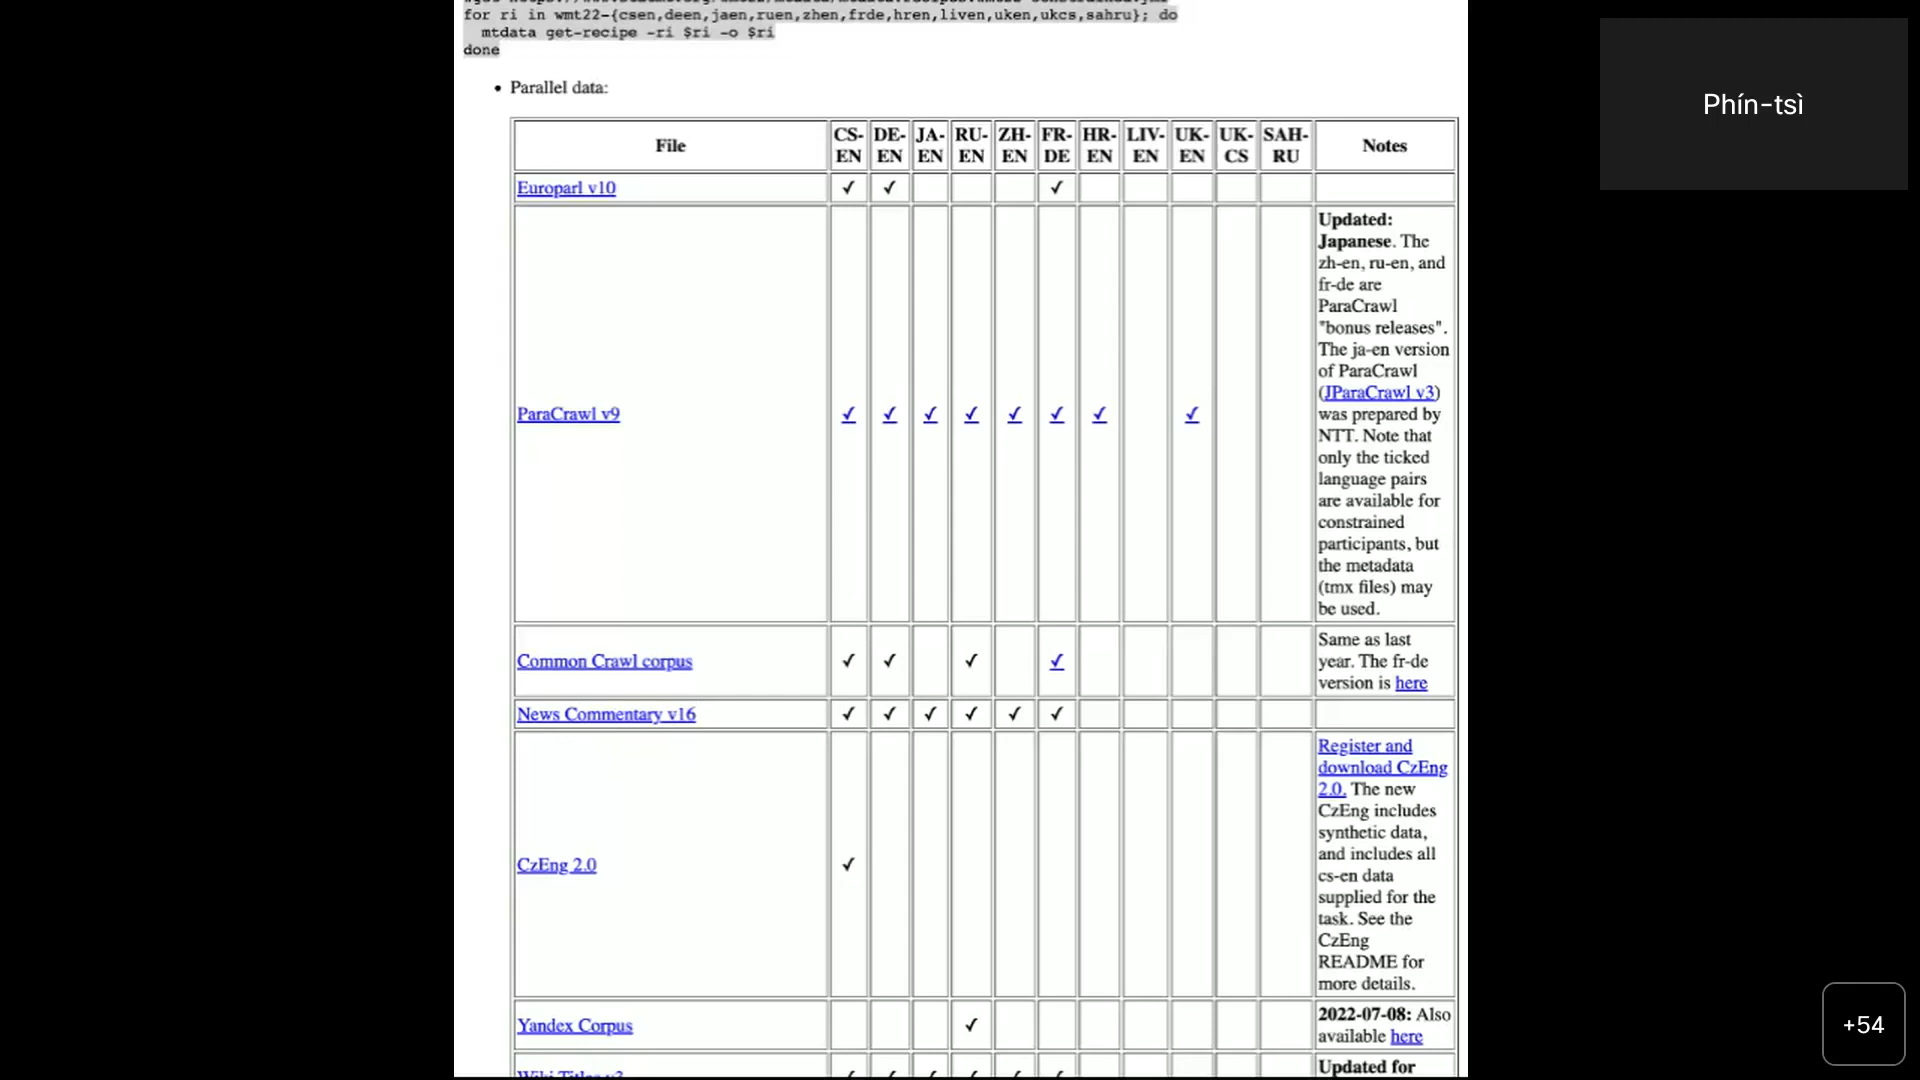 for ri in wmt22-{csen,deen,jaen,ruen,zhen,frde,hren,liven,uken,ukcs,sahru}; do
mtdata get-recipe -ri $ri -o $ri
done
• Parallel data:
File CS-EN DE-EN JA-EN RU-EN ZH-EN FR-DE HR-EN LIV-EN UK-EN UK-CS SAH-RU Notes
Europarl v10 ✓ ✓ ✓
ParaCrawl v9 ✓ ✓ ✓ ✓ ✓ ✓ ✓ ✓
Updated:
Japanese. The
zh-en, ru-en, and
fr-de are
ParaCrawl
"bonus releases".
The ja-en version
of ParaCrawl
(JParaCrawl v3)
was prepared by
NTT. Note that
only the ticked
language pairs
are available for
constrained
participants, but
the metadata
(tmx files) may
be used.
Common Crawl corpus ✓ ✓ ✓ ✓
Same as last
year. The fr-de
version is here
News Commentary v16 ✓ ✓ ✓ ✓ ✓ ✓
CzEng 2.0 ✓
Register and
download CzEng
2.0. The new
CzEng includes
synthetic data,
and includes all
cs-en data
supplied for the
task. See the
CzEng
README for
more details.
Yandex Corpus ✓
2022-07-08: Also
available here
Wiki Titles v3 ✓ ✓ ✓ ✓ ✓ ✓
Updated for
Phín-tsì
+54